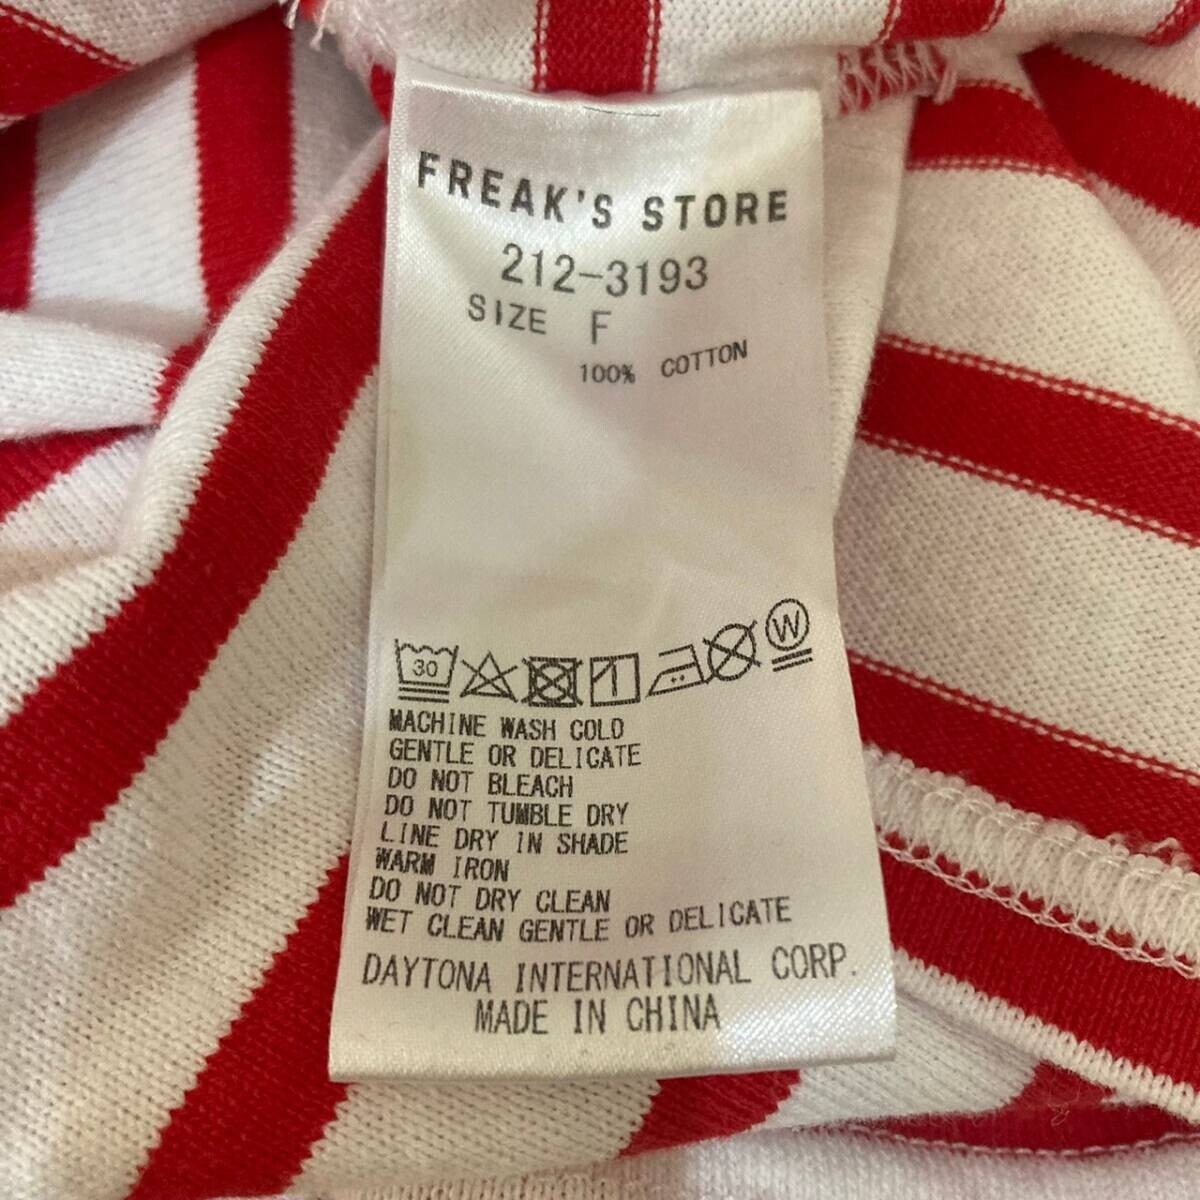 FREAK'S STORE
212-3193
SIZE F
100% COTTON
30 W
MACHINE WASH COLD
GENTLE OR DELICATE
DO NOT BLEACH
DO NOT TUMBLE DRY
LINE DRY IN SHADE
WARM IRON
DO NOT DRY CLEAN
WET CLEAN GENTLE OR DELICATE
DAYTONA INTERNATIONAL CORP.
MADE IN CHINA